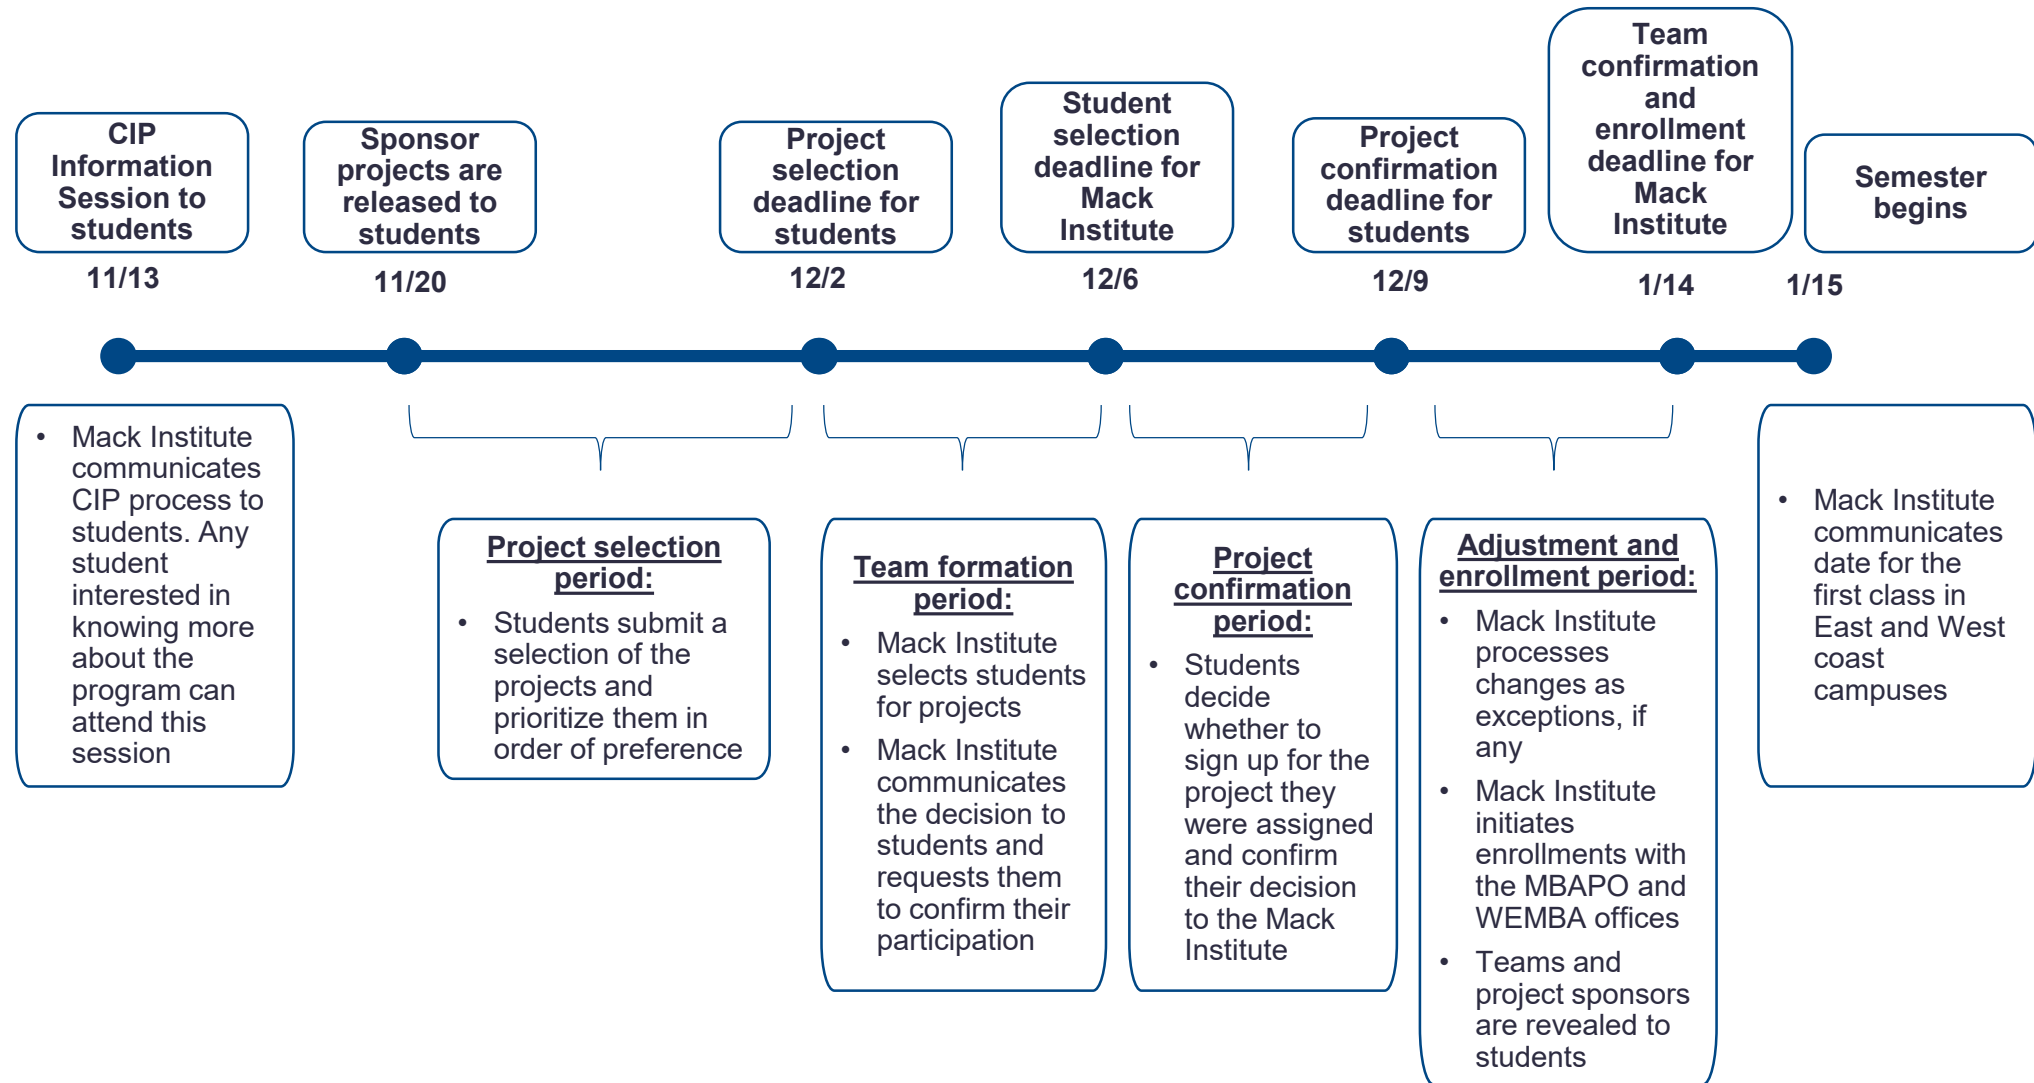 CIP
Information
Session to
students
Sponsor
projects are
released to
students
Project
selection
deadline for
students
Student
selection
deadline for
Mack
Institute
Project
confirmation
deadline for
students
Team
confirmation
and
enrollment
deadline for
Mack
Institute
Semester
begins
11/13
11/20
12/2
12/6
12/9
1/14
1/15
• Mack Institute
communicates
CIP process to
students. Any
student
interested in
knowing more
about the
program can
attend this
session
Project selection
period:
• Students submit a
selection of the
projects and
prioritize them in
order of preference
Team formation
period:
• Mack Institute
selects students
for projects
• Mack Institute
communicates
the decision to
students and
requests them
to confirm their
participation
Project
confirmation
period:
• Students
decide
whether to
sign up for the
project they
were assigned
and confirm
their decision
to the Mack
Institute
Adjustment and
enrollment period:
• Mack Institute
processes
changes as
exceptions, if
any
• Mack Institute
initiates
enrollments with
the MBAPO and
WEMBA offices
• Teams and
project sponsors
are revealed to
students
• Mack Institute
communicates
date for the
first class in
East and West
coast
campuses